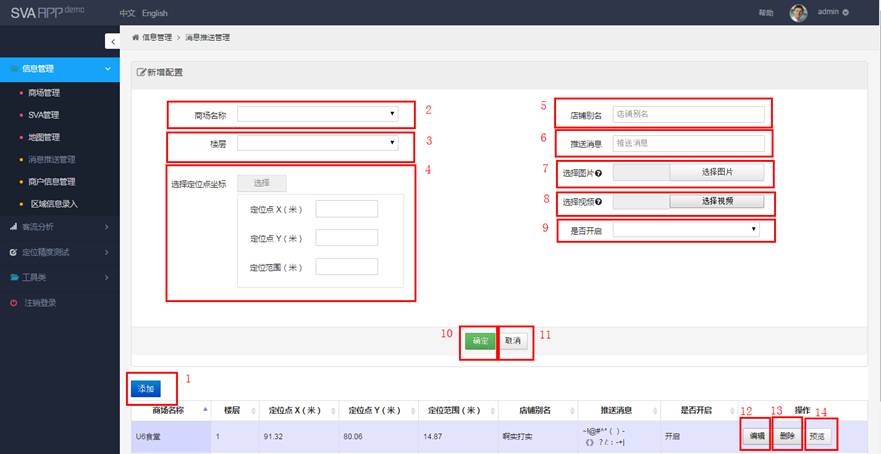 SVA APP demo 中文 English 帮助 admin
信息管理 > 消息推送管理
信息管理
商场管理
SVA管理
地图管理
消息推送管理
商户信息管理
区域信息录入
客流分析
定位精度测试
工具类
注销登录
新增配置
商场名称 2
楼层 3
选择定位点坐标 选择 4
定位点 X（米）
定位点 Y（米）
定位范围（米）
5 店铺别名 店铺别名
6 推送消息 推送消息
7 选择图片 选择图片
8 选择视频 选择视频
9 是否开启
10 确定 取消 11
添加 1
商场名称 楼层 定位点 X（米） 定位点 Y（米） 定位范围（米） 店铺别名 推送消息 是否开启 操作
12 13 14
U6食堂 1 91.32 80.06 14.87 啊实打实 ~!@#^*（）-
《》？/：-+| 开启 编辑 删除 预览